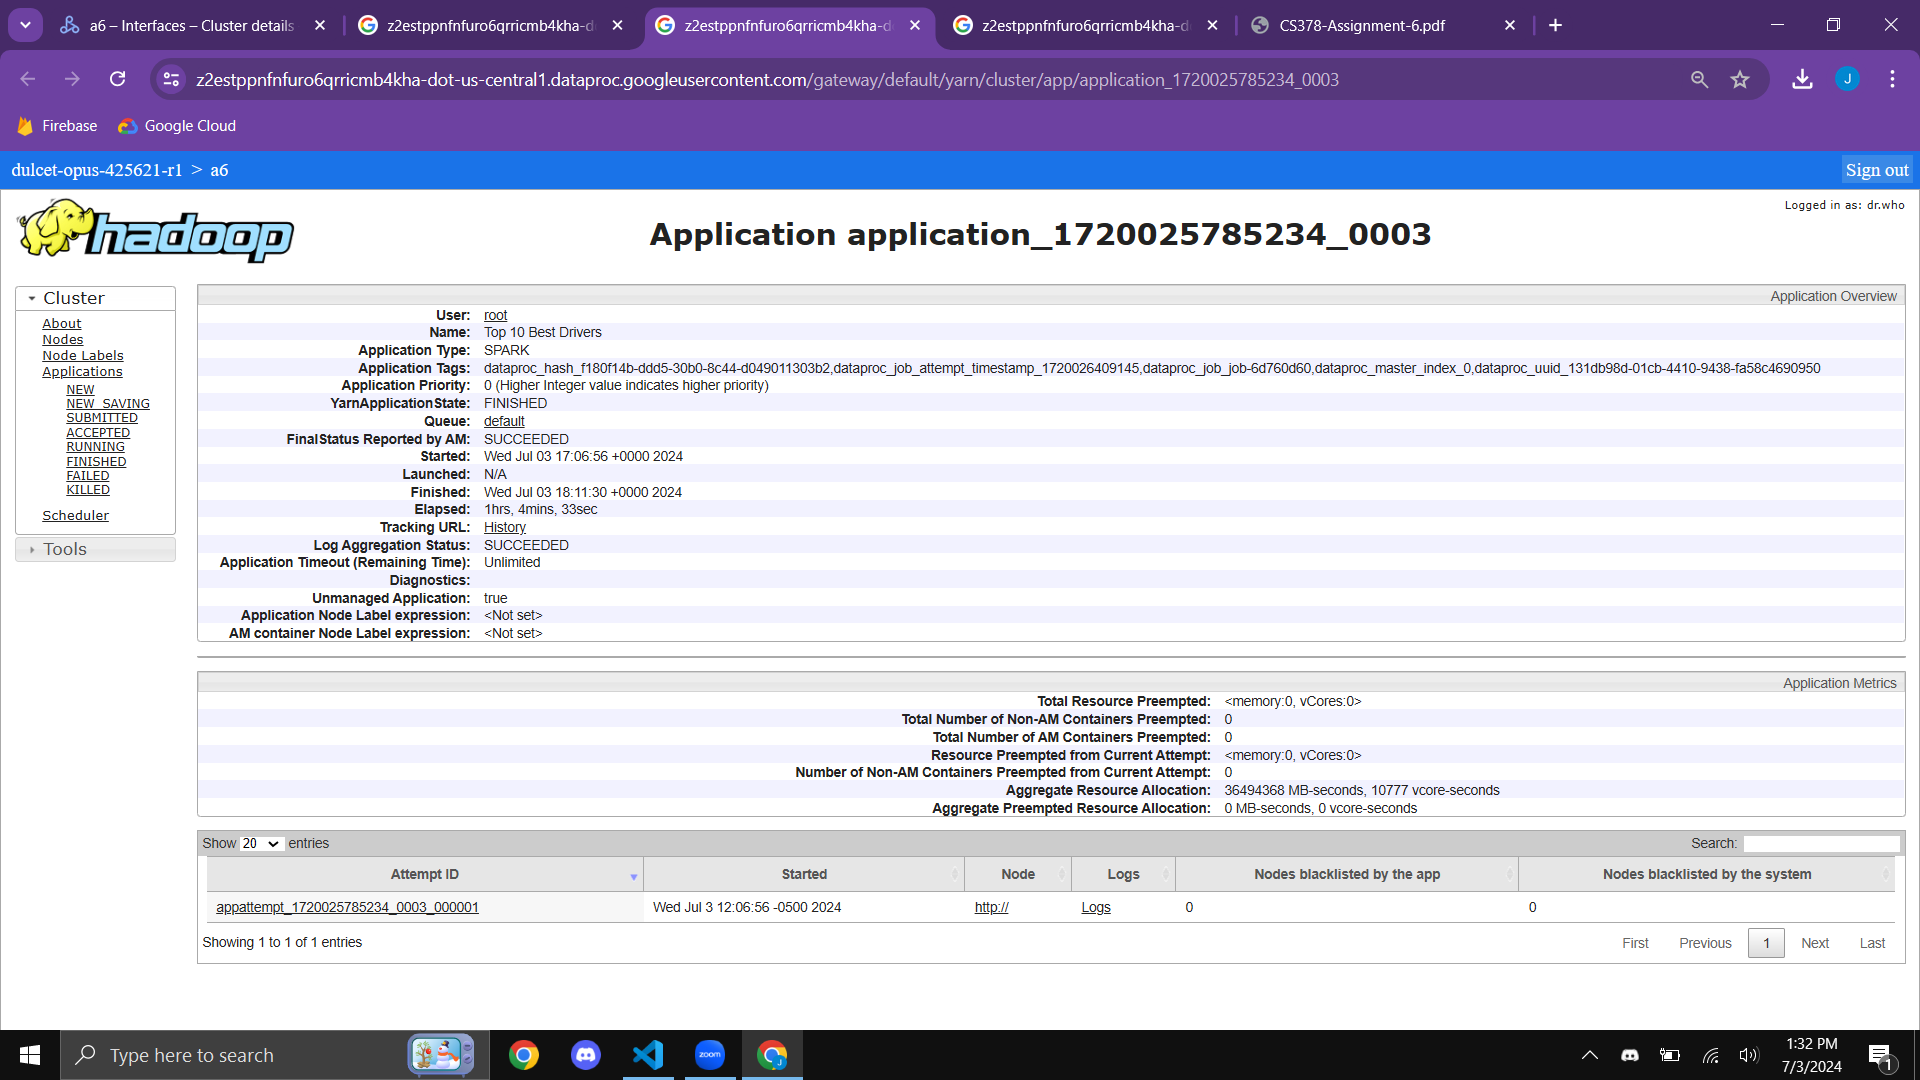 a6 – Interfaces – Cluster details
z2estppnfnfuro6qrricmb4kha-d
z2estppnfnfuro6qrricmb4kha-d
z2estppnfnfuro6qrricmb4kha-d
CS378-Assignment-6.pdf
z2estppnfnfuro6qrricmb4kha-dot-us-central1.dataproc.googleusercontent.com/gateway/default/yarn/cluster/app/application_1720025785234_0003
J
Firebase
Google Cloud
dulcet-opus-425621-r1 > a6
Sign out
Logged in as: dr.who
hadoop
Application application_1720025785234_0003
Cluster
About
Nodes
Node Labels
Applications
NEW
NEW_SAVING
SUBMITTED
ACCEPTED
RUNNING
FINISHED
FAILED
KILLED
Scheduler
Tools
Application Overview
User: root
Name: Top 10 Best Drivers
Application Type: SPARK
Application Tags: dataproc_hash_f180f14b-ddd5-30b0-8c44-d049011303b2,dataproc_job_attempt_timestamp_1720026409145,dataproc_job_job-6d760d60,dataproc_master_index_0,dataproc_uuid_131db98d-01cb-4410-9438-fa58c4690950
Application Priority: 0 (Higher Integer value indicates higher priority)
YarnApplicationState: FINISHED
Queue: default
FinalStatus Reported by AM: SUCCEEDED
Started: Wed Jul 03 17:06:56 +0000 2024
Launched: N/A
Finished: Wed Jul 03 18:11:30 +0000 2024
Elapsed: 1hrs, 4mins, 33sec
Tracking URL: History
Log Aggregation Status: SUCCEEDED
Application Timeout (Remaining Time): Unlimited
Diagnostics:
Unmanaged Application: true
Application Node Label expression: <Not set>
AM container Node Label expression: <Not set>
Application Metrics
Total Resource Preempted: <memory:0, vCores:0>
Total Number of Non-AM Containers Preempted: 0
Total Number of AM Containers Preempted: 0
Resource Preempted from Current Attempt: <memory:0, vCores:0>
Number of Non-AM Containers Preempted from Current Attempt: 0
Aggregate Resource Allocation: 36494368 MB-seconds, 10777 vcore-seconds
Aggregate Preempted Resource Allocation: 0 MB-seconds, 0 vcore-seconds
Show 20 entries
Search:
Attempt ID Started Node Logs Nodes blacklisted by the app Nodes blacklisted by the system
appattempt_1720025785234_0003_000001 Wed Jul 3 12:06:56 -0500 2024 http:// Logs 0 0
Showing 1 to 1 of 1 entries
First Previous 1 Next Last
Type here to search
zoom
J
1:32 PM
7/3/2024
1